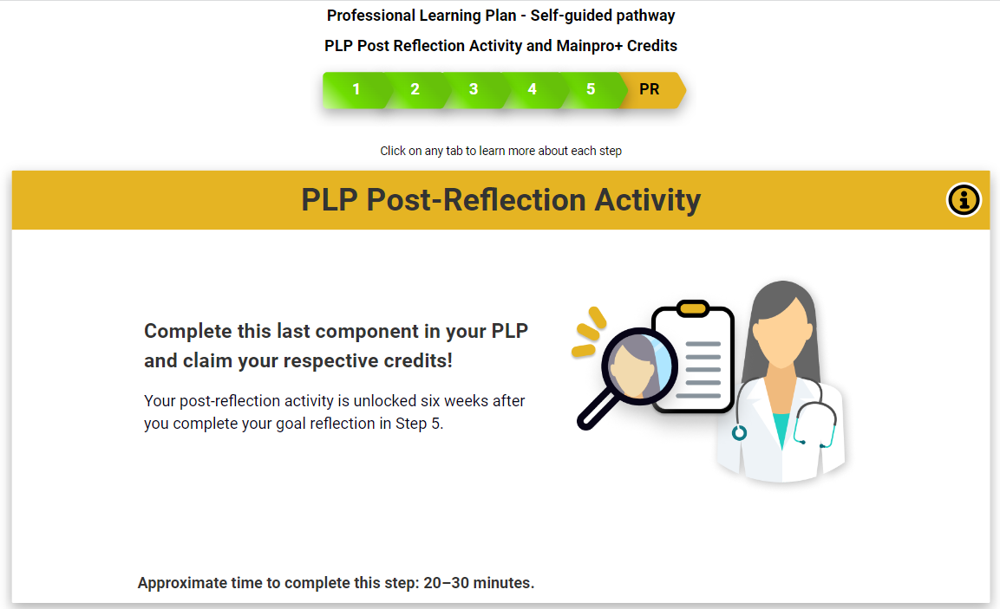 Professional Learning Plan - Self-guided pathway
PLP Post Reflection Activity and Mainpro+ Credits
1 2 3 4 5 PR
Click on any tab to learn more about each step
PLP Post-Reflection Activity
Complete this last component in your PLP
and claim your respective credits!
Your post-reflection activity is unlocked six weeks after
you complete your goal reflection in Step 5.
Approximate time to complete this step: 20–30 minutes.